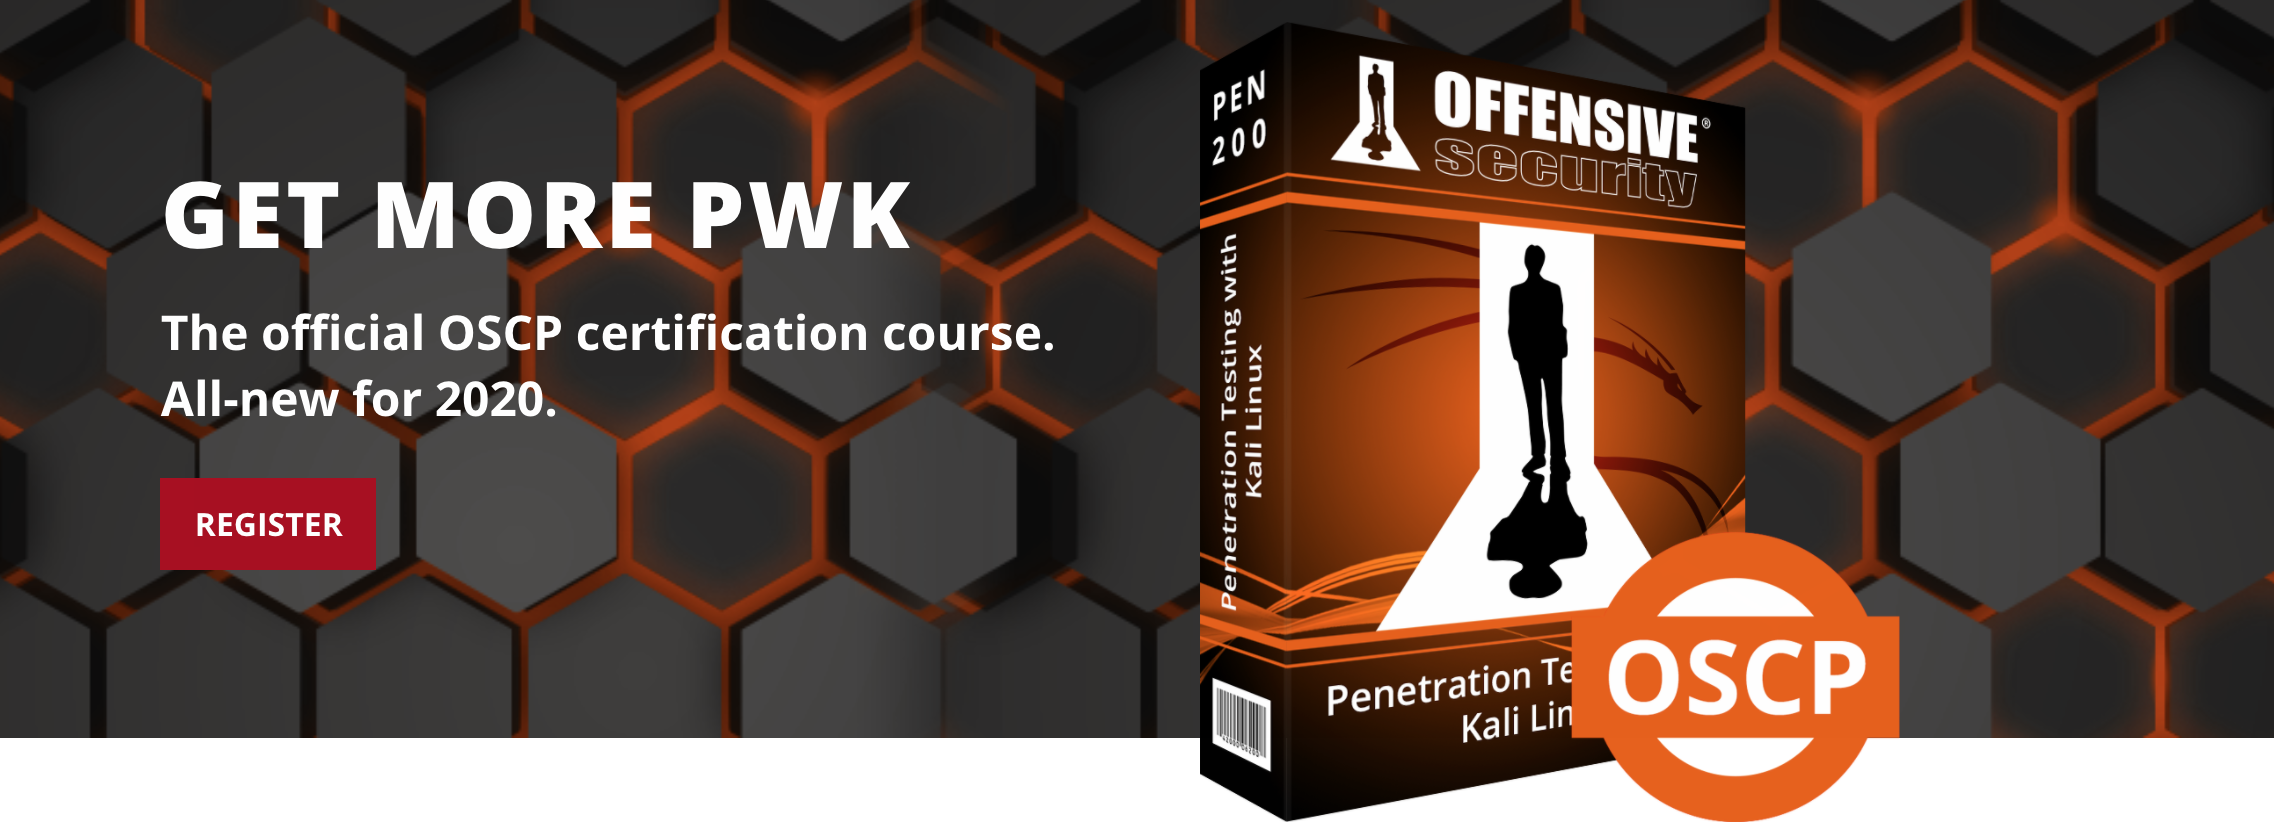 GET MORE PWK
The official OSCP certification course.
All-new for 2020.
REGISTER
PEN
200
Penetration Testing with
Kali Linux
OFFENSIVE®
security
Penetration Te
Kali Lin
OSCP